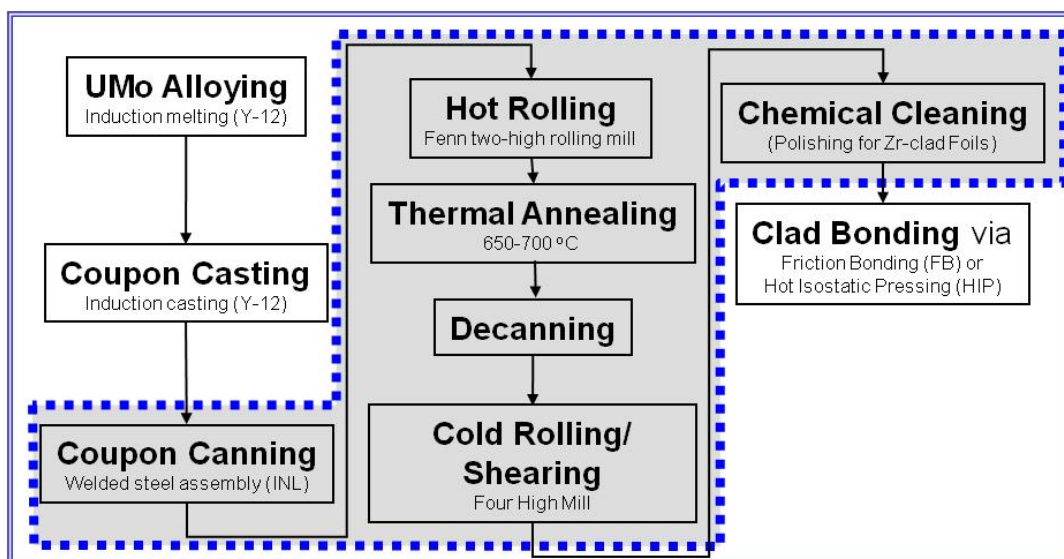 UMo Alloying
Induction melting (Y-12)
Coupon Casting
Induction casting (Y-12)
Coupon Canning
Welded steel assembly (INL)
Hot Rolling
Fenn two-high rolling mill
Thermal Annealing
650-700 ºC
Decanning
Cold Rolling/
Shearing
Four High Mill
Chemical Cleaning
(Polishing for Zr-clad Foils)
Clad Bonding via
Friction Bonding (FB) or
Hot Isostatic Pressing (HIP)